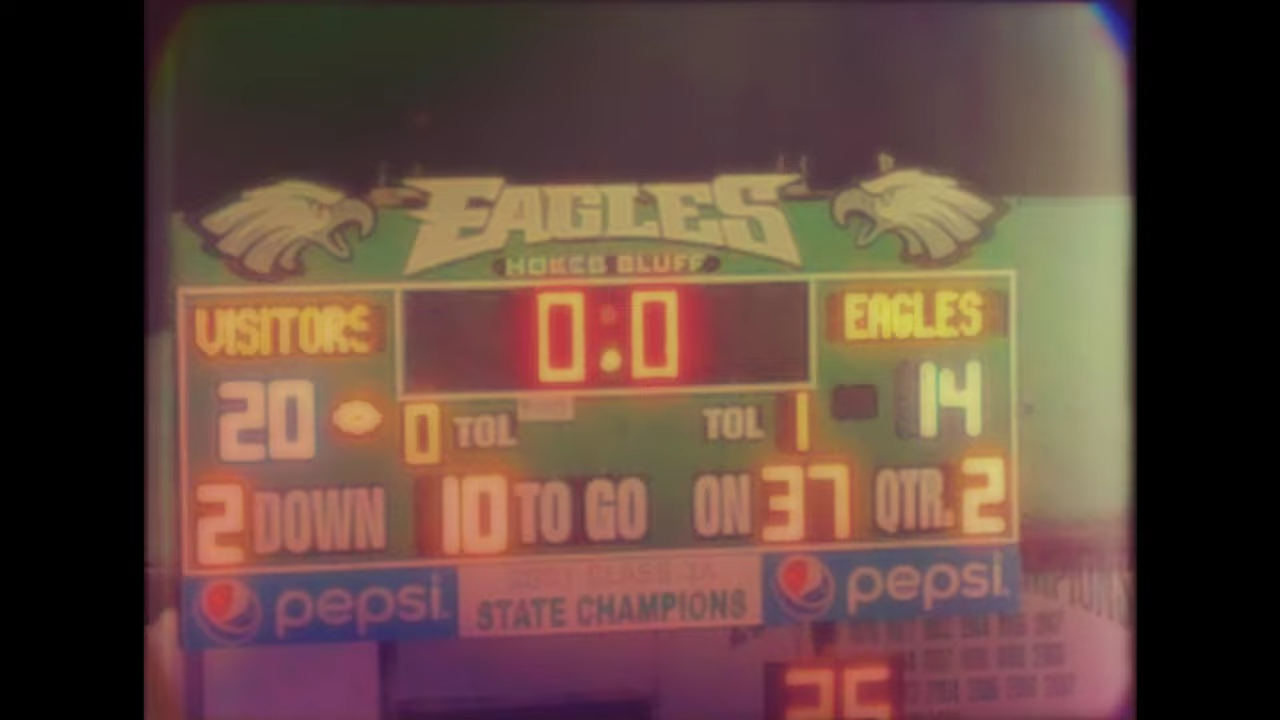 EAGLES
HOKES BLUFF
VISITORS 0:0 EAGLES
20 0 TOL TOL 1 14
2 DOWN 10 TO GO ON 37 QTR. 2
pepsi STATE CHAMPIONS pepsi
25